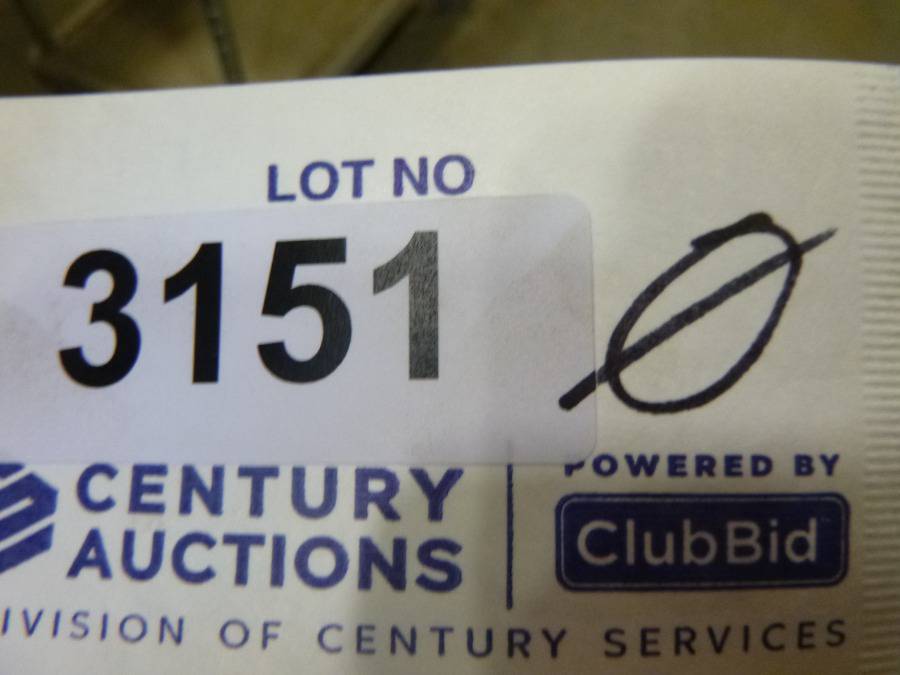 LOT NO
3151 Ø
CENTURY
AUCTIONS
POWERED BY
ClubBid
IVISION OF CENTURY SERVICES